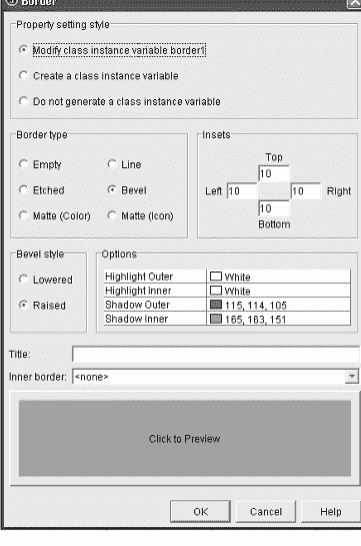 Border
Property setting style
Modify class instance variable border1
Create a class instance variable
Do not generate a class instance variable
Border type
Empty
Line
Etched
Bevel
Matte (Color)
Matte (Icon)
Insets
Top
10
Left 10 10 Right
10
Bottom
Bevel style
Lowered
Raised
Options
Highlight Outer White
Highlight Inner White
Shadow Outer 115, 114, 105
Shadow Inner 165, 163, 151
Title:
Inner border: <none>
Click to Preview
OK Cancel Help